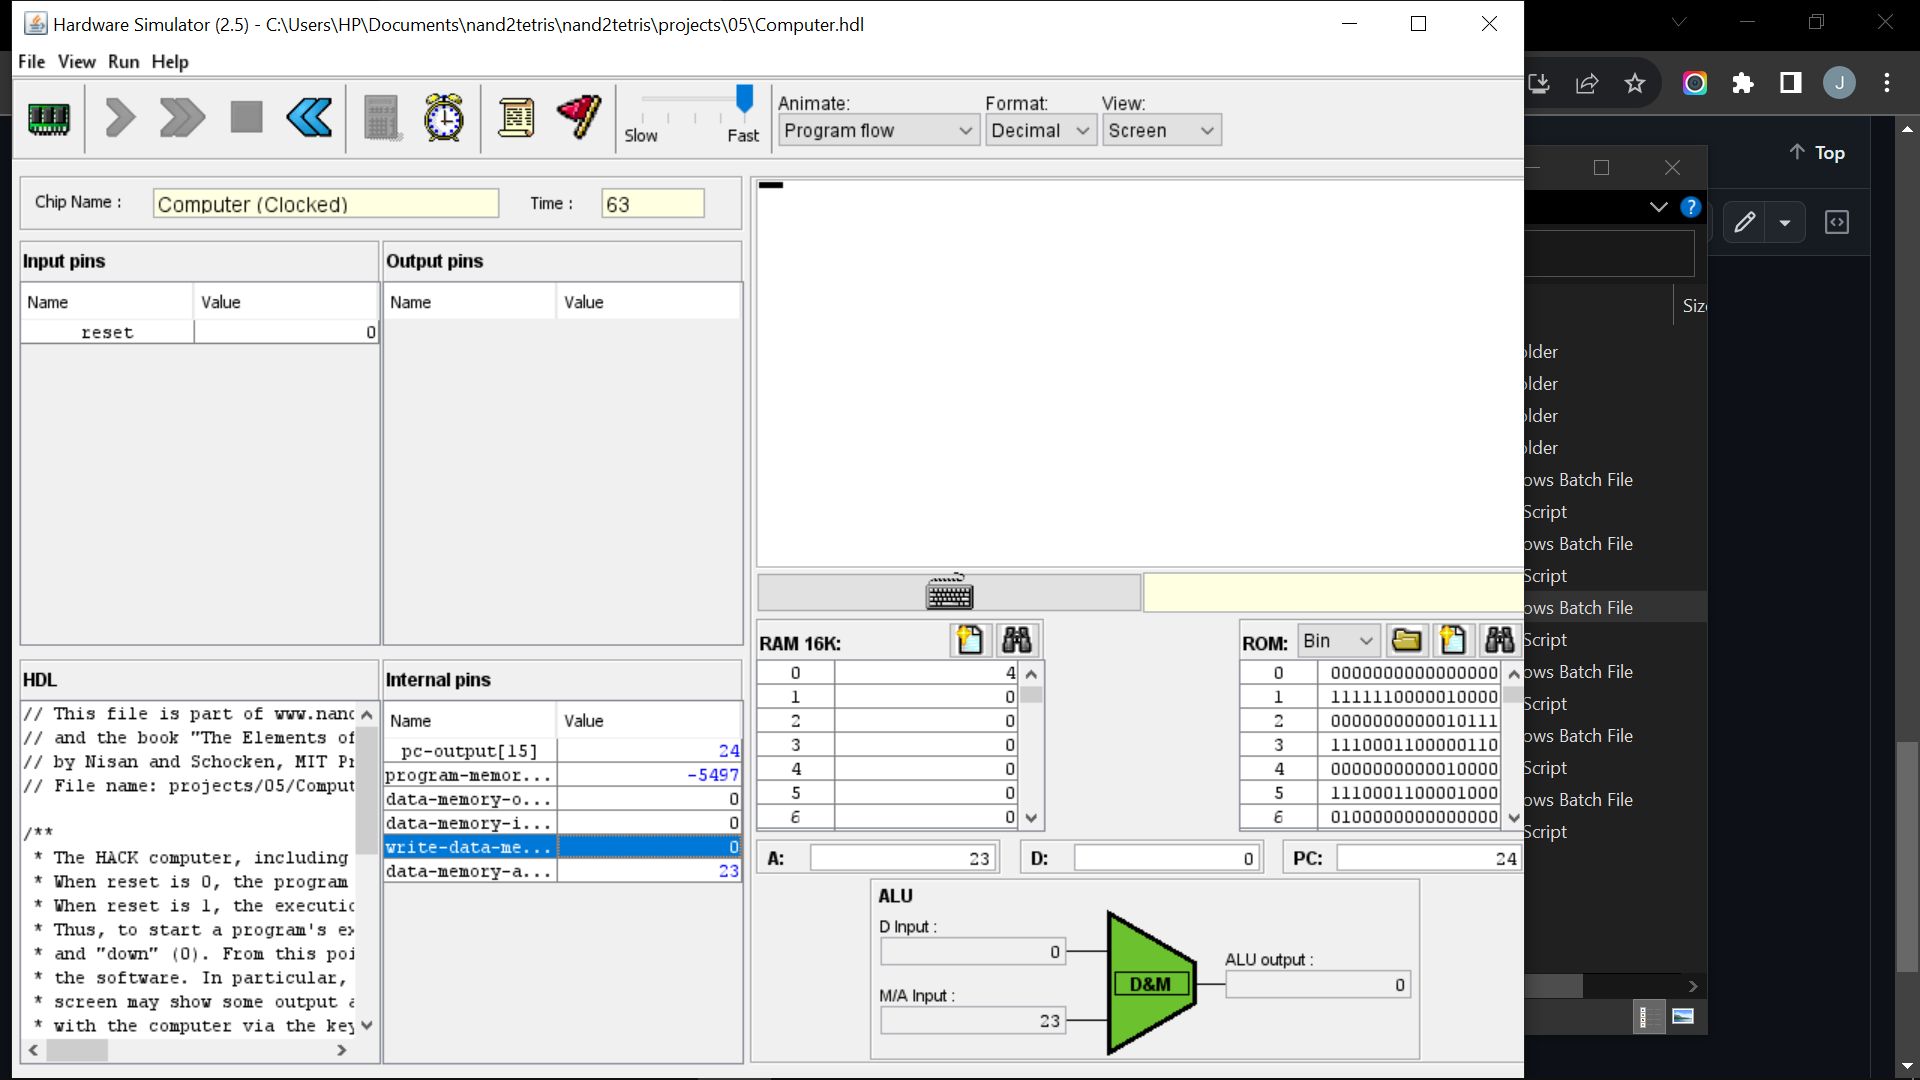 Hardware Simulator (2.5) - C:\Users\HP\Documents\nand2tetris\nand2tetris\projects\05\Computer.hdl
File View Run Help
Slow Fast
Animate: Format: View:
Program flow Decimal Screen
Chip Name : Computer (Clocked) Time : 63
Input pins
Name Value
reset 0
Output pins
Name Value
HDL
// This file is part of www.nand
// and the book "The Elements of
// by Nisan and Schocken, MIT Pr
// File name: projects/05/Comput
/**
* The HACK computer, including
* When reset is 0, the program
* When reset is 1, the executio
* Thus, to start a program's ex
* and "down" (0). From this poi
* the software. In particular,
* screen may show some output a
* with the computer via the key
Internal pins
Name Value
pc-output[15] 24
program-memor... -5497
data-memory-o... 0
data-memory-i... 0
write-data-me... 0
data-memory-a... 23
RAM 16K:
0 4
1 0
2 0
3 0
4 0
5 0
6 0
ROM: Bin
0 0000000000000000
1 1111110000010000
2 0000000000010111
3 1110001100000110
4 0000000000010000
5 1110001100001000
6 0100000000000000
A: 23 D: 0 PC: 24
ALU
D Input :
0
M/A Input :
23
D&M
ALU output :
0
J
Top
?
Size
older
older
older
older
ows Batch File
Script
ows Batch File
Script
ows Batch File
Script
ows Batch File
Script
ows Batch File
Script
ows Batch File
Script